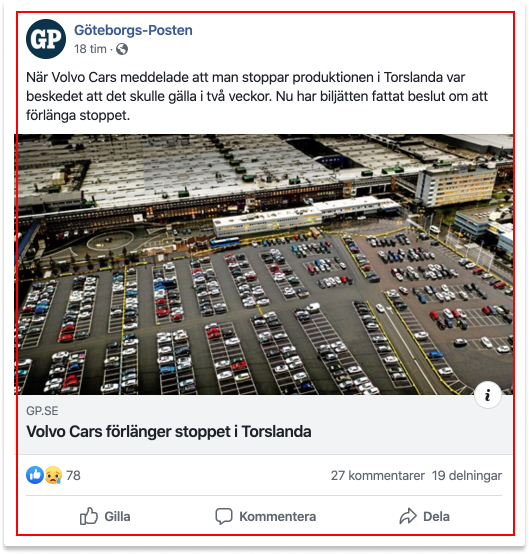 GP
Göteborgs-Posten
18 tim ·
När Volvo Cars meddelade att man stoppar produktionen i Torslanda var
beskedet att det skulle gälla i två veckor. Nu har biljätten fattat beslut om att
förlänga stoppet.
i
GP.SE
Volvo Cars förlänger stoppet i Torslanda
78
27 kommentarer 19 delningar
Gilla
Kommentera
Dela